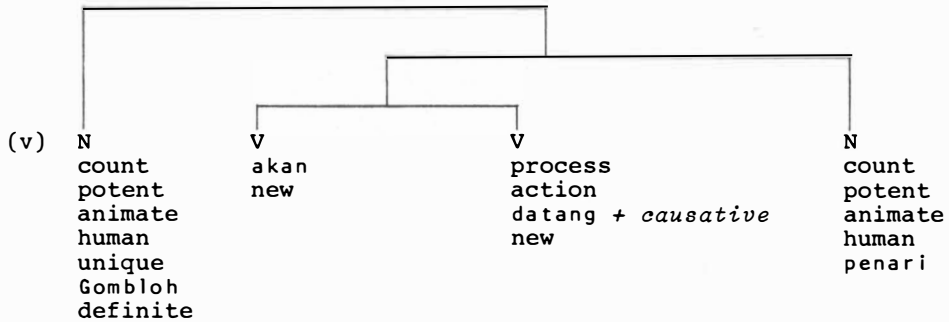 (v) N V V N
count akan process count
potent new action potent
animate datang + causative animate
human new human
unique penari
Gombloh
definite